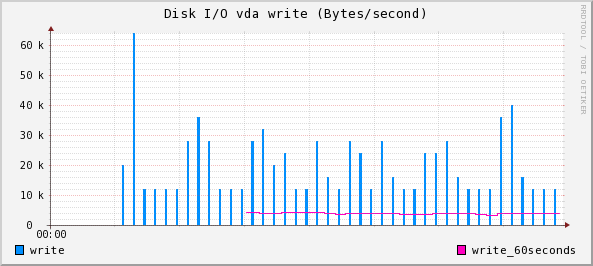 Disk I/O vda write (Bytes/second)
RRDTOOL / TOBI OETIKER
60 k
50 k
40 k
30 k
20 k
10 k
0
00:00
write
write_60seconds